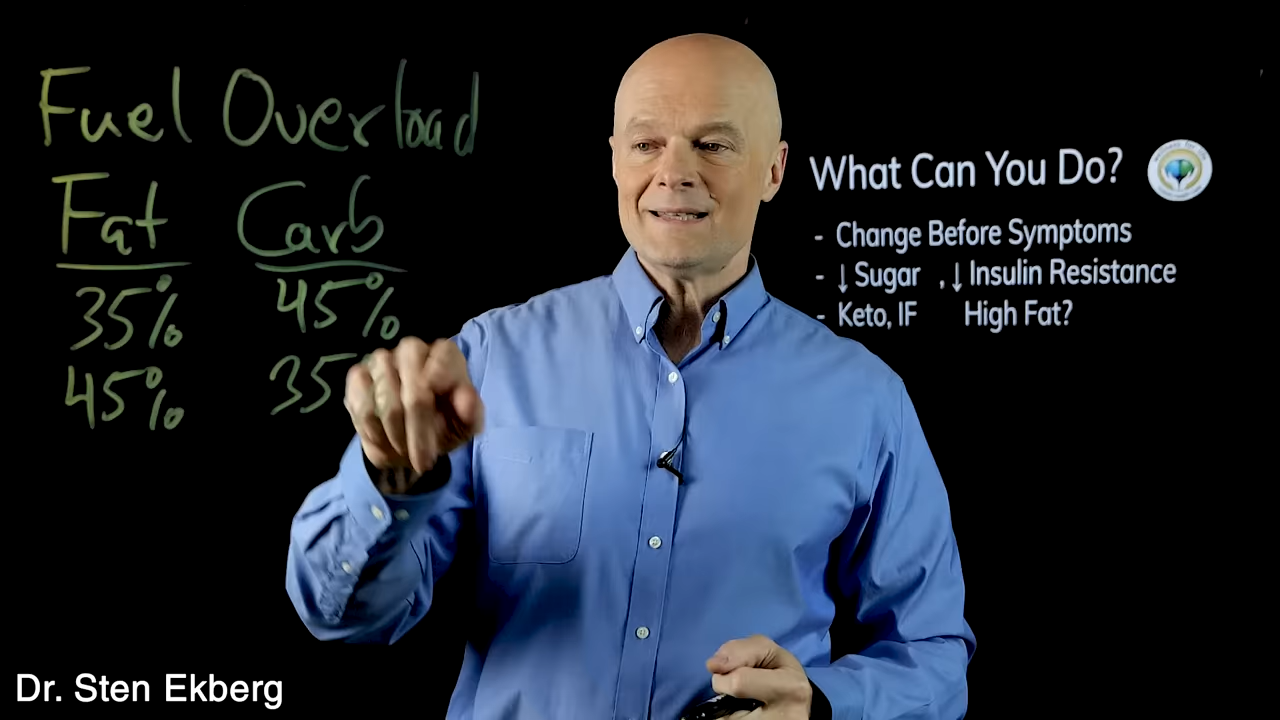 Fuel Overload
Fat Carb
35% 45%
45% 35
What Can You Do?
- Change Before Symptoms
- ↓ Sugar , ↓ Insulin Resistance
- Keto, IF High Fat?
Dr. Sten Ekberg